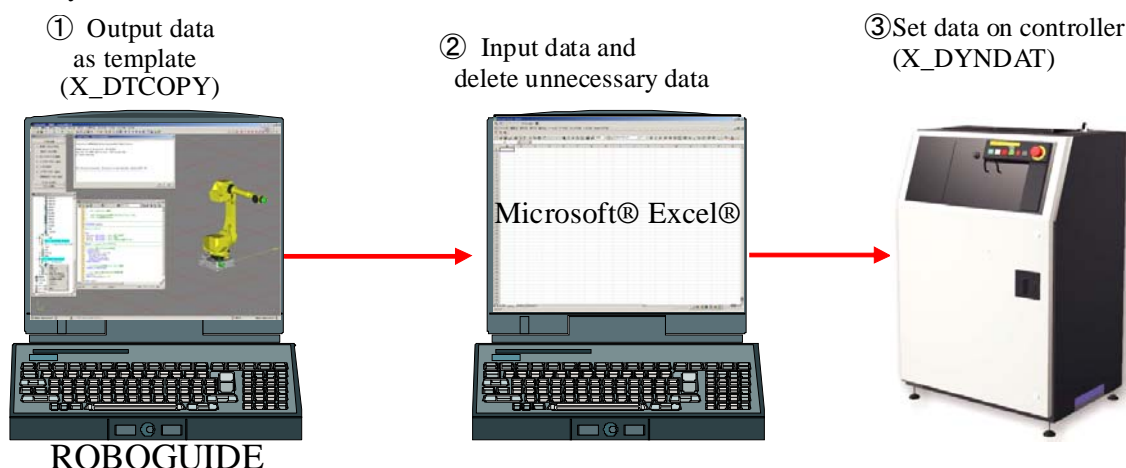 ① Output data
as template
(X_DTCOPY)
② Input data and
delete unnecessary data
③Set data on controller
(X_DYNDAT)
Microsoft® Excel®
ROBOGUIDE